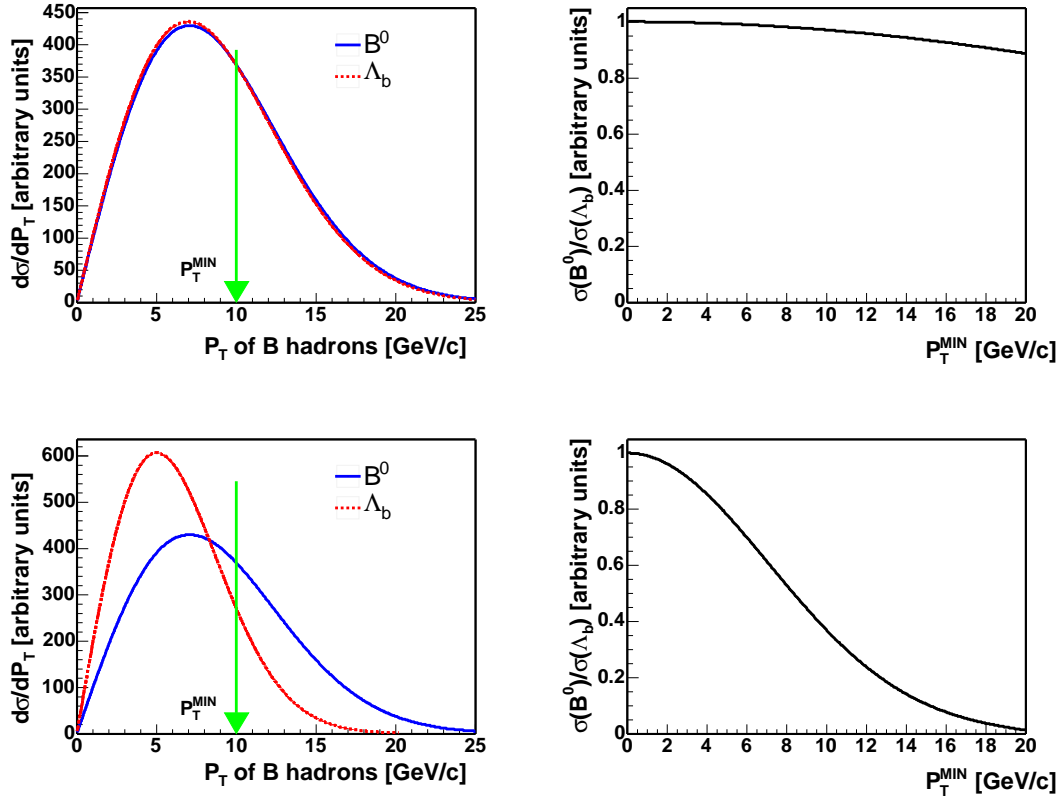 dσ/dP_T [arbitrary units]
450
400
350
300
250
200
150
100
50
0
B^0
Λ_b
P_T^MIN
0 5 10 15 20 25
P_T of B hadrons [GeV/c]
σ(B^0)/σ(Λ_b) [arbitrary units]
1
0.8
0.6
0.4
0.2
0
0 2 4 6 8 10 12 14 16 18 20
P_T^MIN [GeV/c]
dσ/dP_T [arbitrary units]
600
500
400
300
200
100
0
B^0
Λ_b
P_T^MIN
0 5 10 15 20 25
P_T of B hadrons [GeV/c]
σ(B^0)/σ(Λ_b) [arbitrary units]
1
0.8
0.6
0.4
0.2
0
0 2 4 6 8 10 12 14 16 18 20
P_T^MIN [GeV/c]